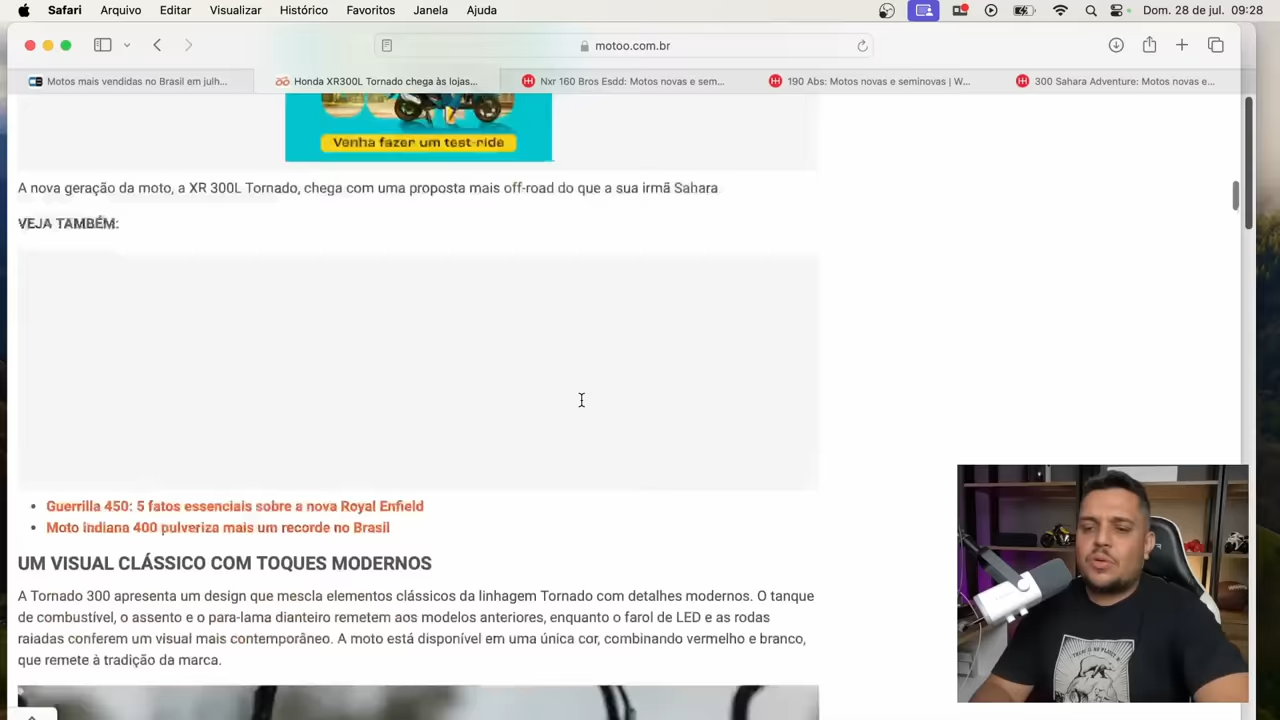 Safari Arquivo Editar Visualizar Histórico Favoritos Janela Ajuda Dom. 28 de jul. 09:28
motoo.com.br
Motos mais vendidas no Brasil em julh... Honda XR300L Tornado chega às lojas... Nxr 160 Bros Esdd: Motos novas e sem... 190 Abs: Motos novas e seminovas | W... 300 Sahara Adventure: Motos novas e...
Venha fazer um test-ride
A nova geração da moto, a XR 300L Tornado, chega com uma proposta mais off-road do que a sua irmã Sahara
VEJA TAMBÉM:
• Guerrilla 450: 5 fatos essenciais sobre a nova Royal Enfield
• Moto indiana 400 pulveriza mais um recorde no Brasil
UM VISUAL CLÁSSICO COM TOQUES MODERNOS
A Tornado 300 apresenta um design que mescla elementos clássicos da linhagem Tornado com detalhes modernos. O tanque
de combustível, o assento e o para-lama dianteiro remetem aos modelos anteriores, enquanto o farol de LED e as rodas
raiadas conferem um visual mais contemporâneo. A moto está disponível em uma única cor, combinando vermelho e branco,
que remete à tradição da marca.